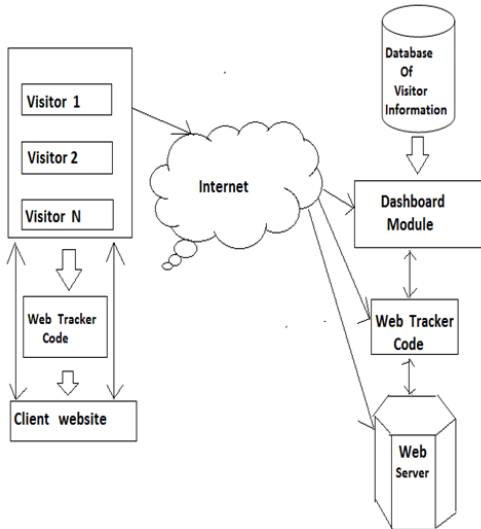 Visitor 1
Visitor 2
Visitor N
Web Tracker
Code
Client website
Internet
Database
Of
Visitor
Information
Dashboard
Module
Web Tracker
Code
Web
Server